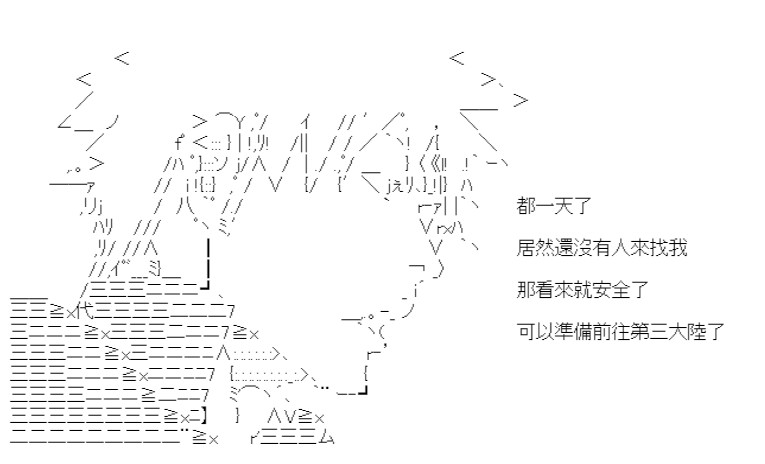 都一天了
居然還沒有人來找我
那看來就安全了
可以準備前往第三大陸了